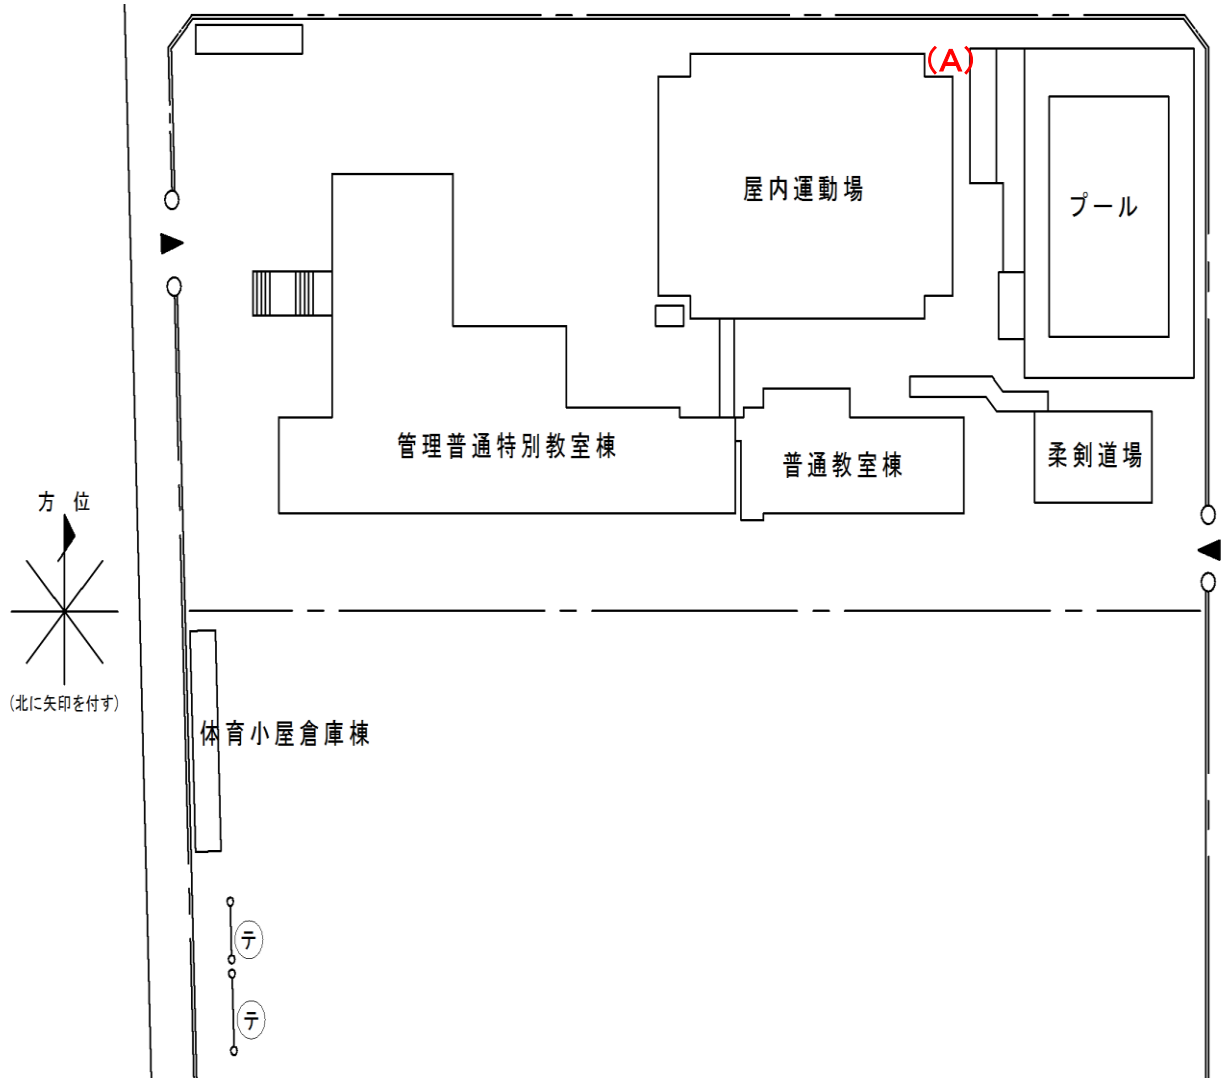 (A)
屋内運動場
プール
管理普通特別教室棟
普通教室棟
柔剣道場
方 位
(北に矢印を付す)
体育小屋倉庫棟
テ
テ